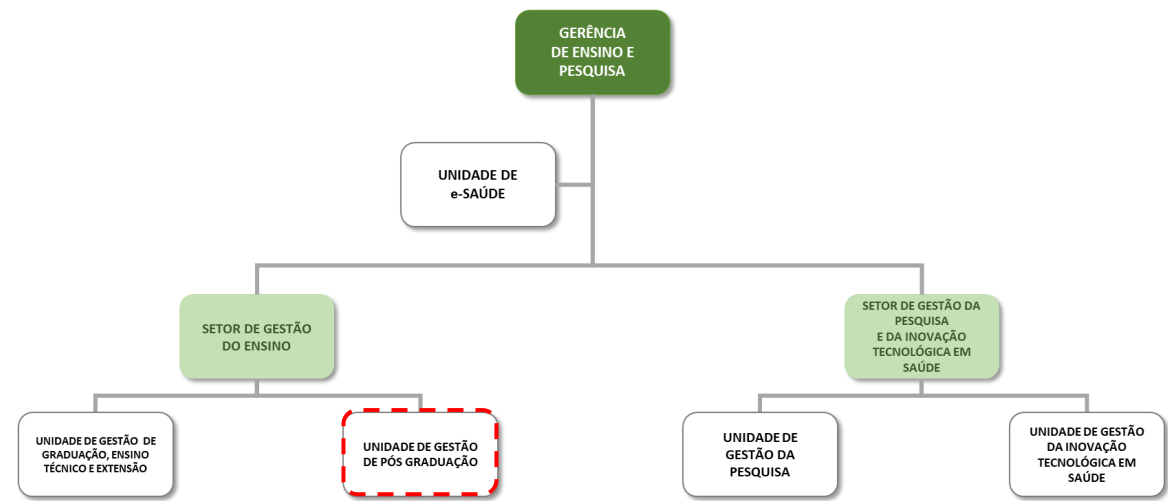 GERÊNCIA
DE ENSINO E
PESQUISA
UNIDADE DE
e-SAÚDE
SETOR DE GESTÃO
DO ENSINO
SETOR DE GESTÃO DA
PESQUISA
E DA INOVAÇÃO
TECNOLÓGICA EM
SAÚDE
UNIDADE DE GESTÃO DE
GRADUAÇÃO, ENSINO
TÉCNICO E EXTENSÃO
UNIDADE DE GESTÃO
DE PÓS GRADUAÇÃO
UNIDADE DE
GESTÃO DA
PESQUISA
UNIDADE DE GESTÃO
DA INOVAÇÃO
TECNOLÓGICA EM
SAÚDE